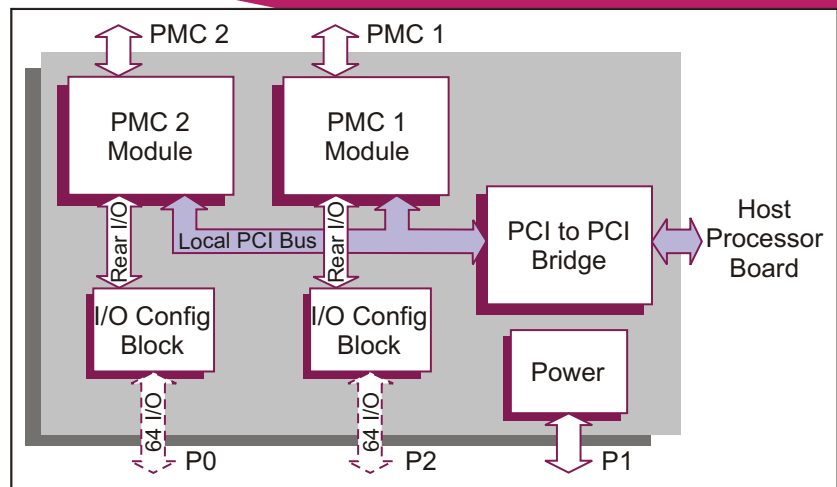 PMC 2
PMC 1
PMC 2
Module
PMC 1
Module
Rear I/O
Local PCI Bus
Rear I/O
PCI to PCI
Bridge
Host
Processor
Board
I/O Config
Block
I/O Config
Block
Power
64 I/O
P0
64 I/O
P2
P1